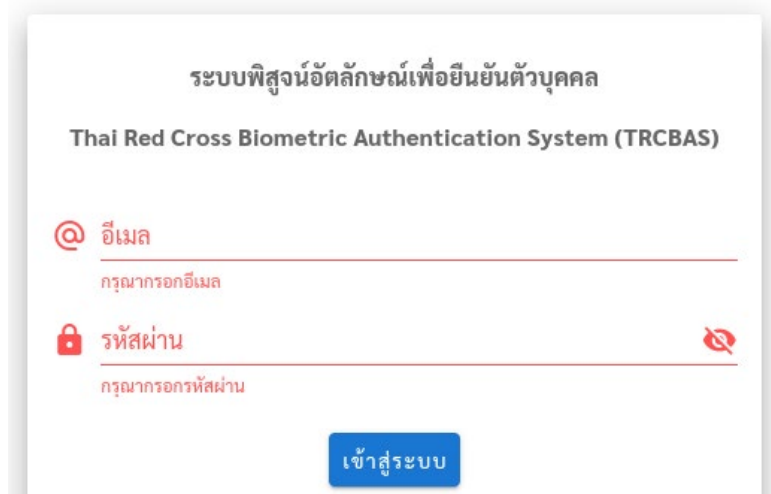 ระบบพิสูจน์อัตลักษณ์เพื่อยืนยันตัวบุคคล
Thai Red Cross Biometric Authentication System (TRCBAS)
อีเมล
กรุณากรอกอีเมล
รหัสผ่าน
กรุณากรอกรหัสผ่าน
เข้าสู่ระบบ